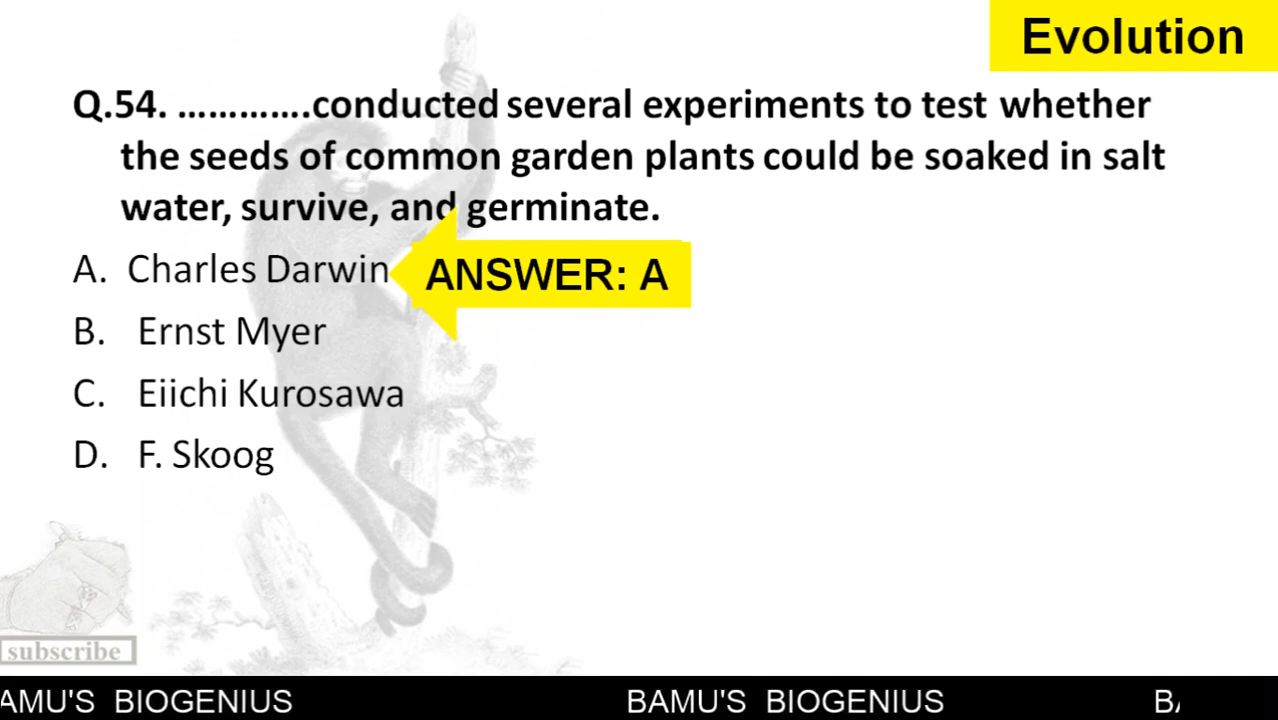 Evolution
Q.54. .............conducted several experiments to test whether
the seeds of common garden plants could be soaked in salt
water, survive, and germinate.
A. Charles Darwin
ANSWER: A
B. Ernst Myer
C. Eiichi Kurosawa
D. F. Skoog
subscribe
AMU'S BIOGENIUS BAMU'S BIOGENIUS